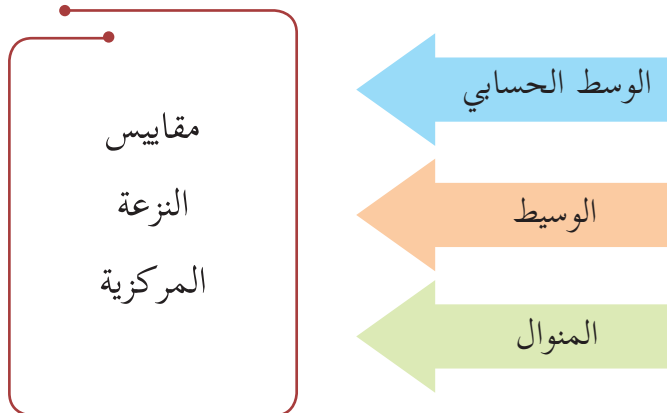 الوسط الحسابي
الوسيط
المنوال
مقاييس
النزعة
المركزية